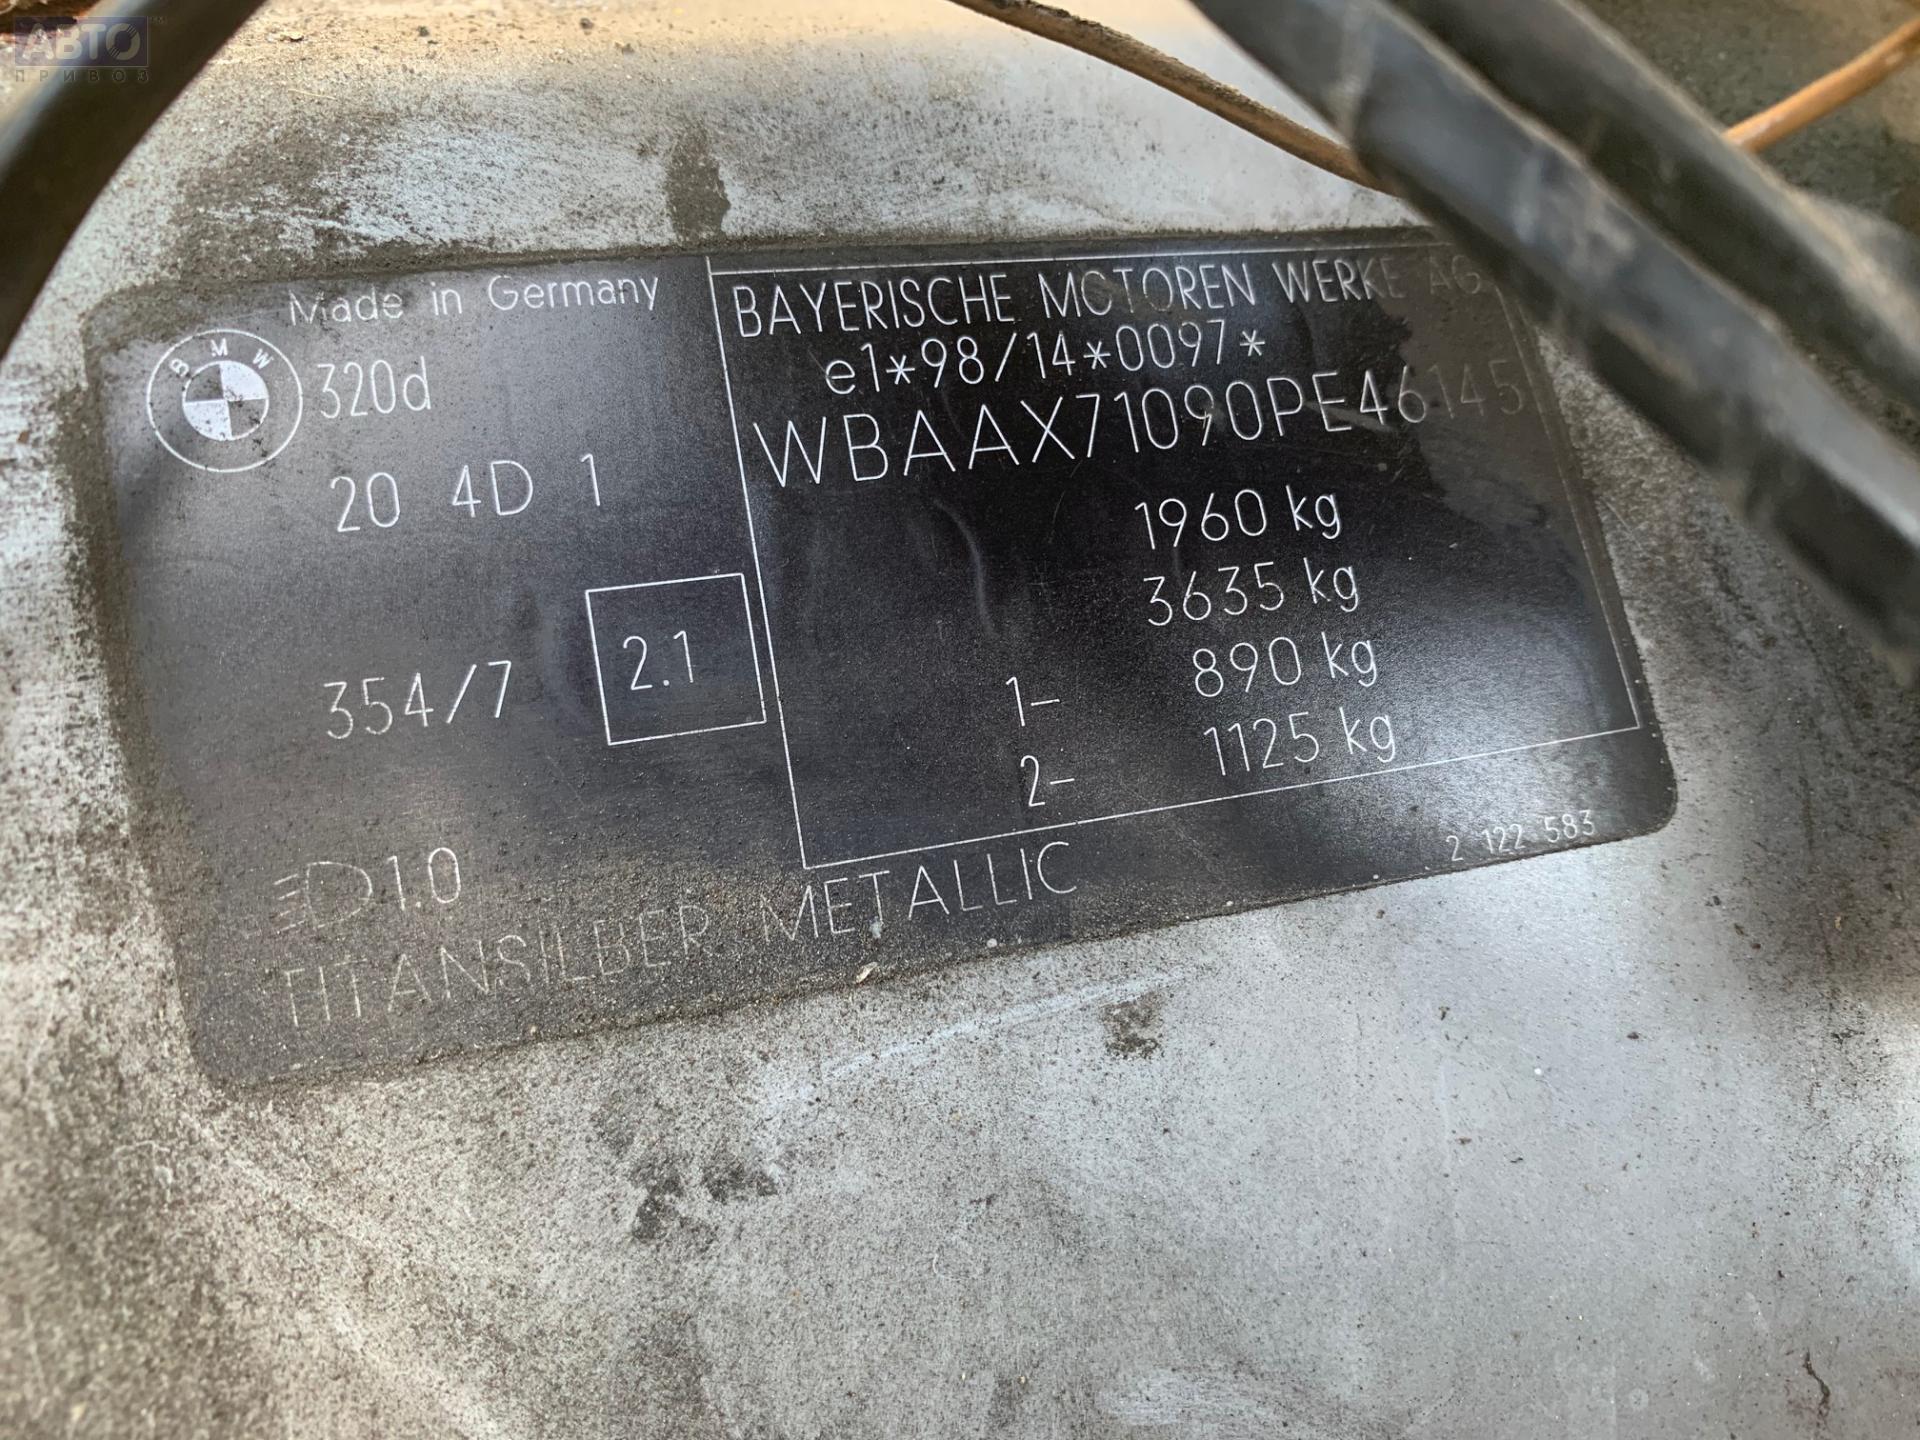 АВТО
ПРИВОЗ
Made in Germany
BMW
320d
20 4D 1
354/7
2.1
1.0
TITANSILBER METALLIC
BAYERISCHE MOTOREN WERKE AG
e1*98/14*0097*
WBAAX71090PE46145
1960 kg
3635 kg
1- 890 kg
2- 1125 kg
2 122 583